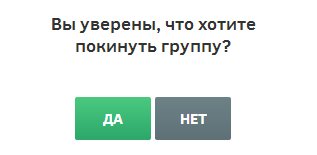 Вы уверены, что хотите
покинуть группу?
ДА НЕТ